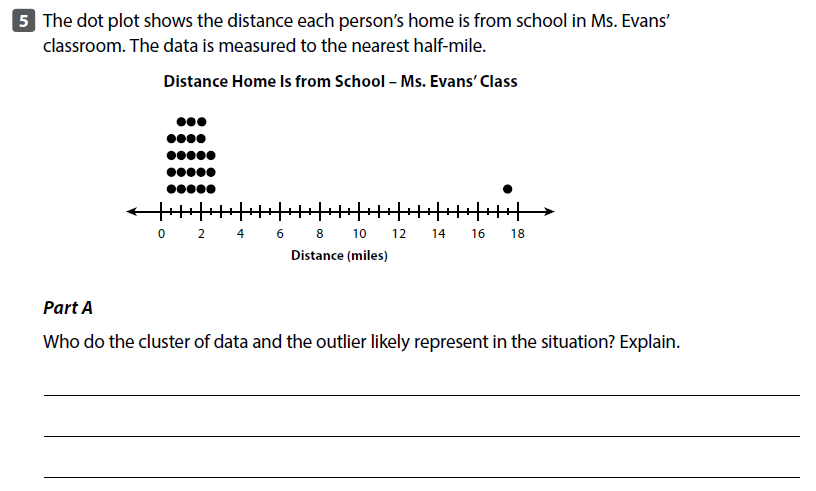 5 The dot plot shows the distance each person’s home is from school in Ms. Evans’
classroom. The data is measured to the nearest half-mile.
Distance Home Is from School – Ms. Evans’ Class
0 2 4 6 8 10 12 14 16 18
Distance (miles)
Part A
Who do the cluster of data and the outlier likely represent in the situation? Explain.